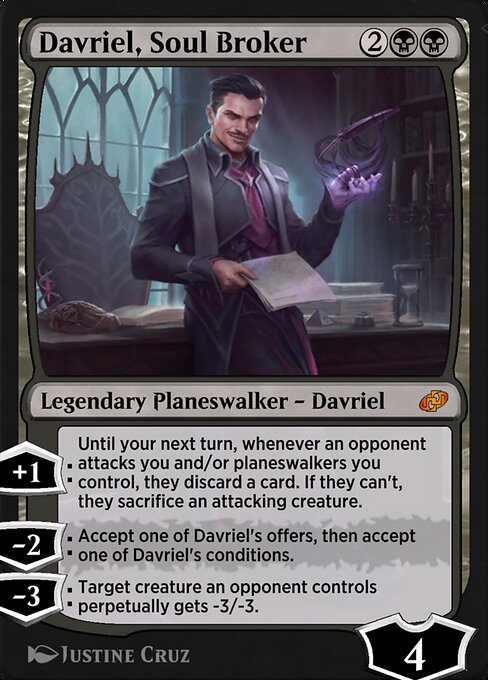 Davriel, Soul Broker 2
Legendary Planeswalker – Davriel
+1
Until your next turn, whenever an opponent
attacks you and/or planeswalkers you
control, they discard a card. If they can't,
they sacrifice an attacking creature.
−2
Accept one of Davriel's offers, then accept
one of Davriel's conditions.
−3
Target creature an opponent controls
perpetually gets -3/-3.
Justine Cruz
4